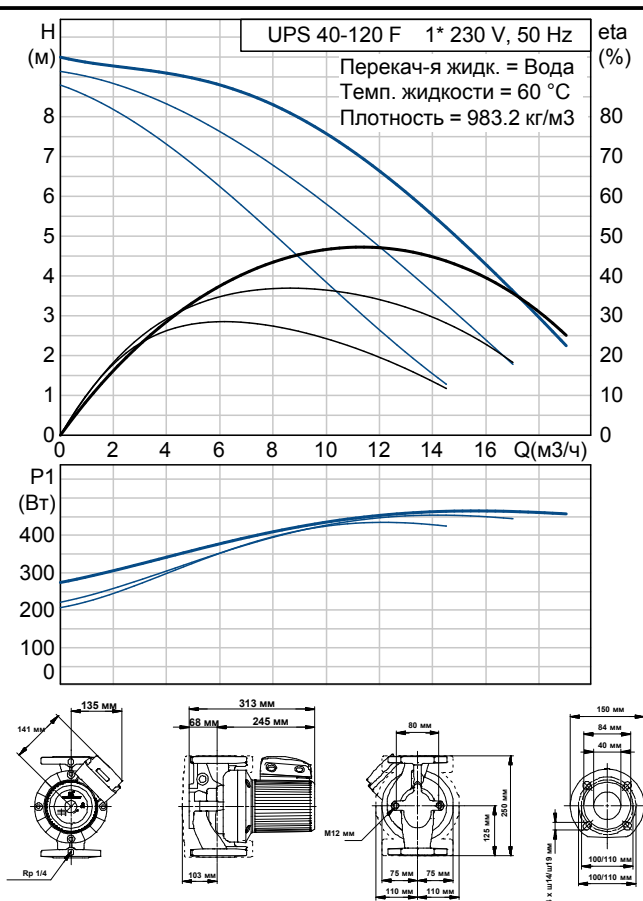 H
(м)
UPS 40-120 F 1* 230 V, 50 Hz
eta
(%)
Перекач-я жидк. = Вода
Темп. жидкости = 60 °C
Плотность = 983.2 кг/м3
8
7
6
5
4
3
2
1
0
80
70
60
50
40
30
20
10
0
0 2 4 6 8 10 12 14 16 Q(м3/ч)
P1
(Вт)
400
300
200
100
0
135 мм
141 мм
Rp 1/4
313 мм
68 мм
245 мм
103 мм
80 мм
M12 мм
125 мм
250 мм
75 мм 75 мм
110 мм 110 мм
150 мм
84 мм
40 мм
x ш14/ш19 мм
100/110 мм
100/110 мм